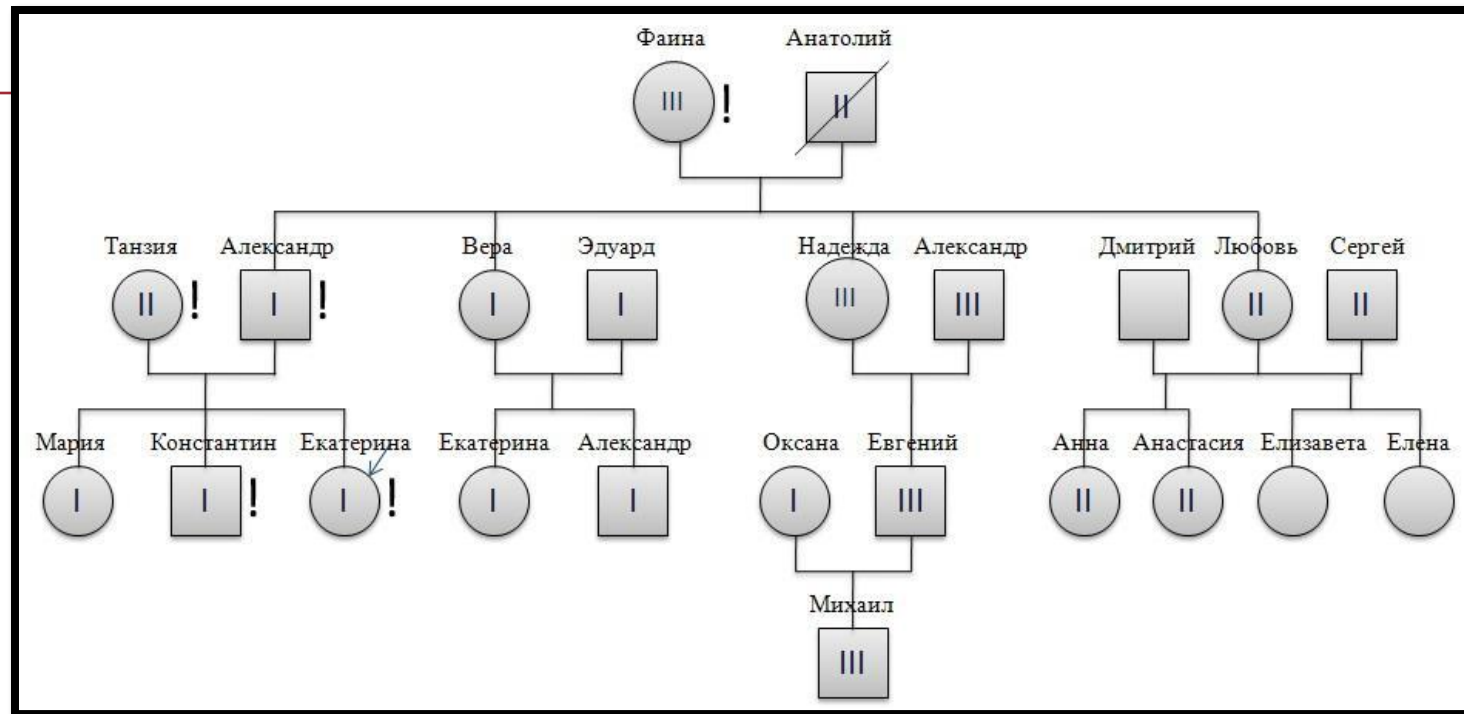 Фаина Анатолий
III ! II
Танзия Александр Вера Эдуард Надежда Александр Дмитрий Любовь Сергей
II ! I ! I I III III II II
Мария Константин Екатерина Екатерина Александр Оксана Евгений Анна Анастасия Елизавета Елена
I I ! I ! I I I III II II
Михаил
III